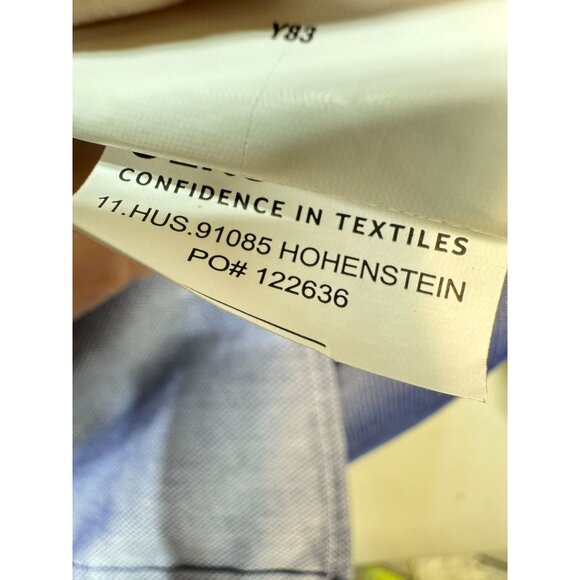 Y83
CONFIDENCE IN TEXTILES
11.HUS.91085 HOHENSTEIN
PO# 122636